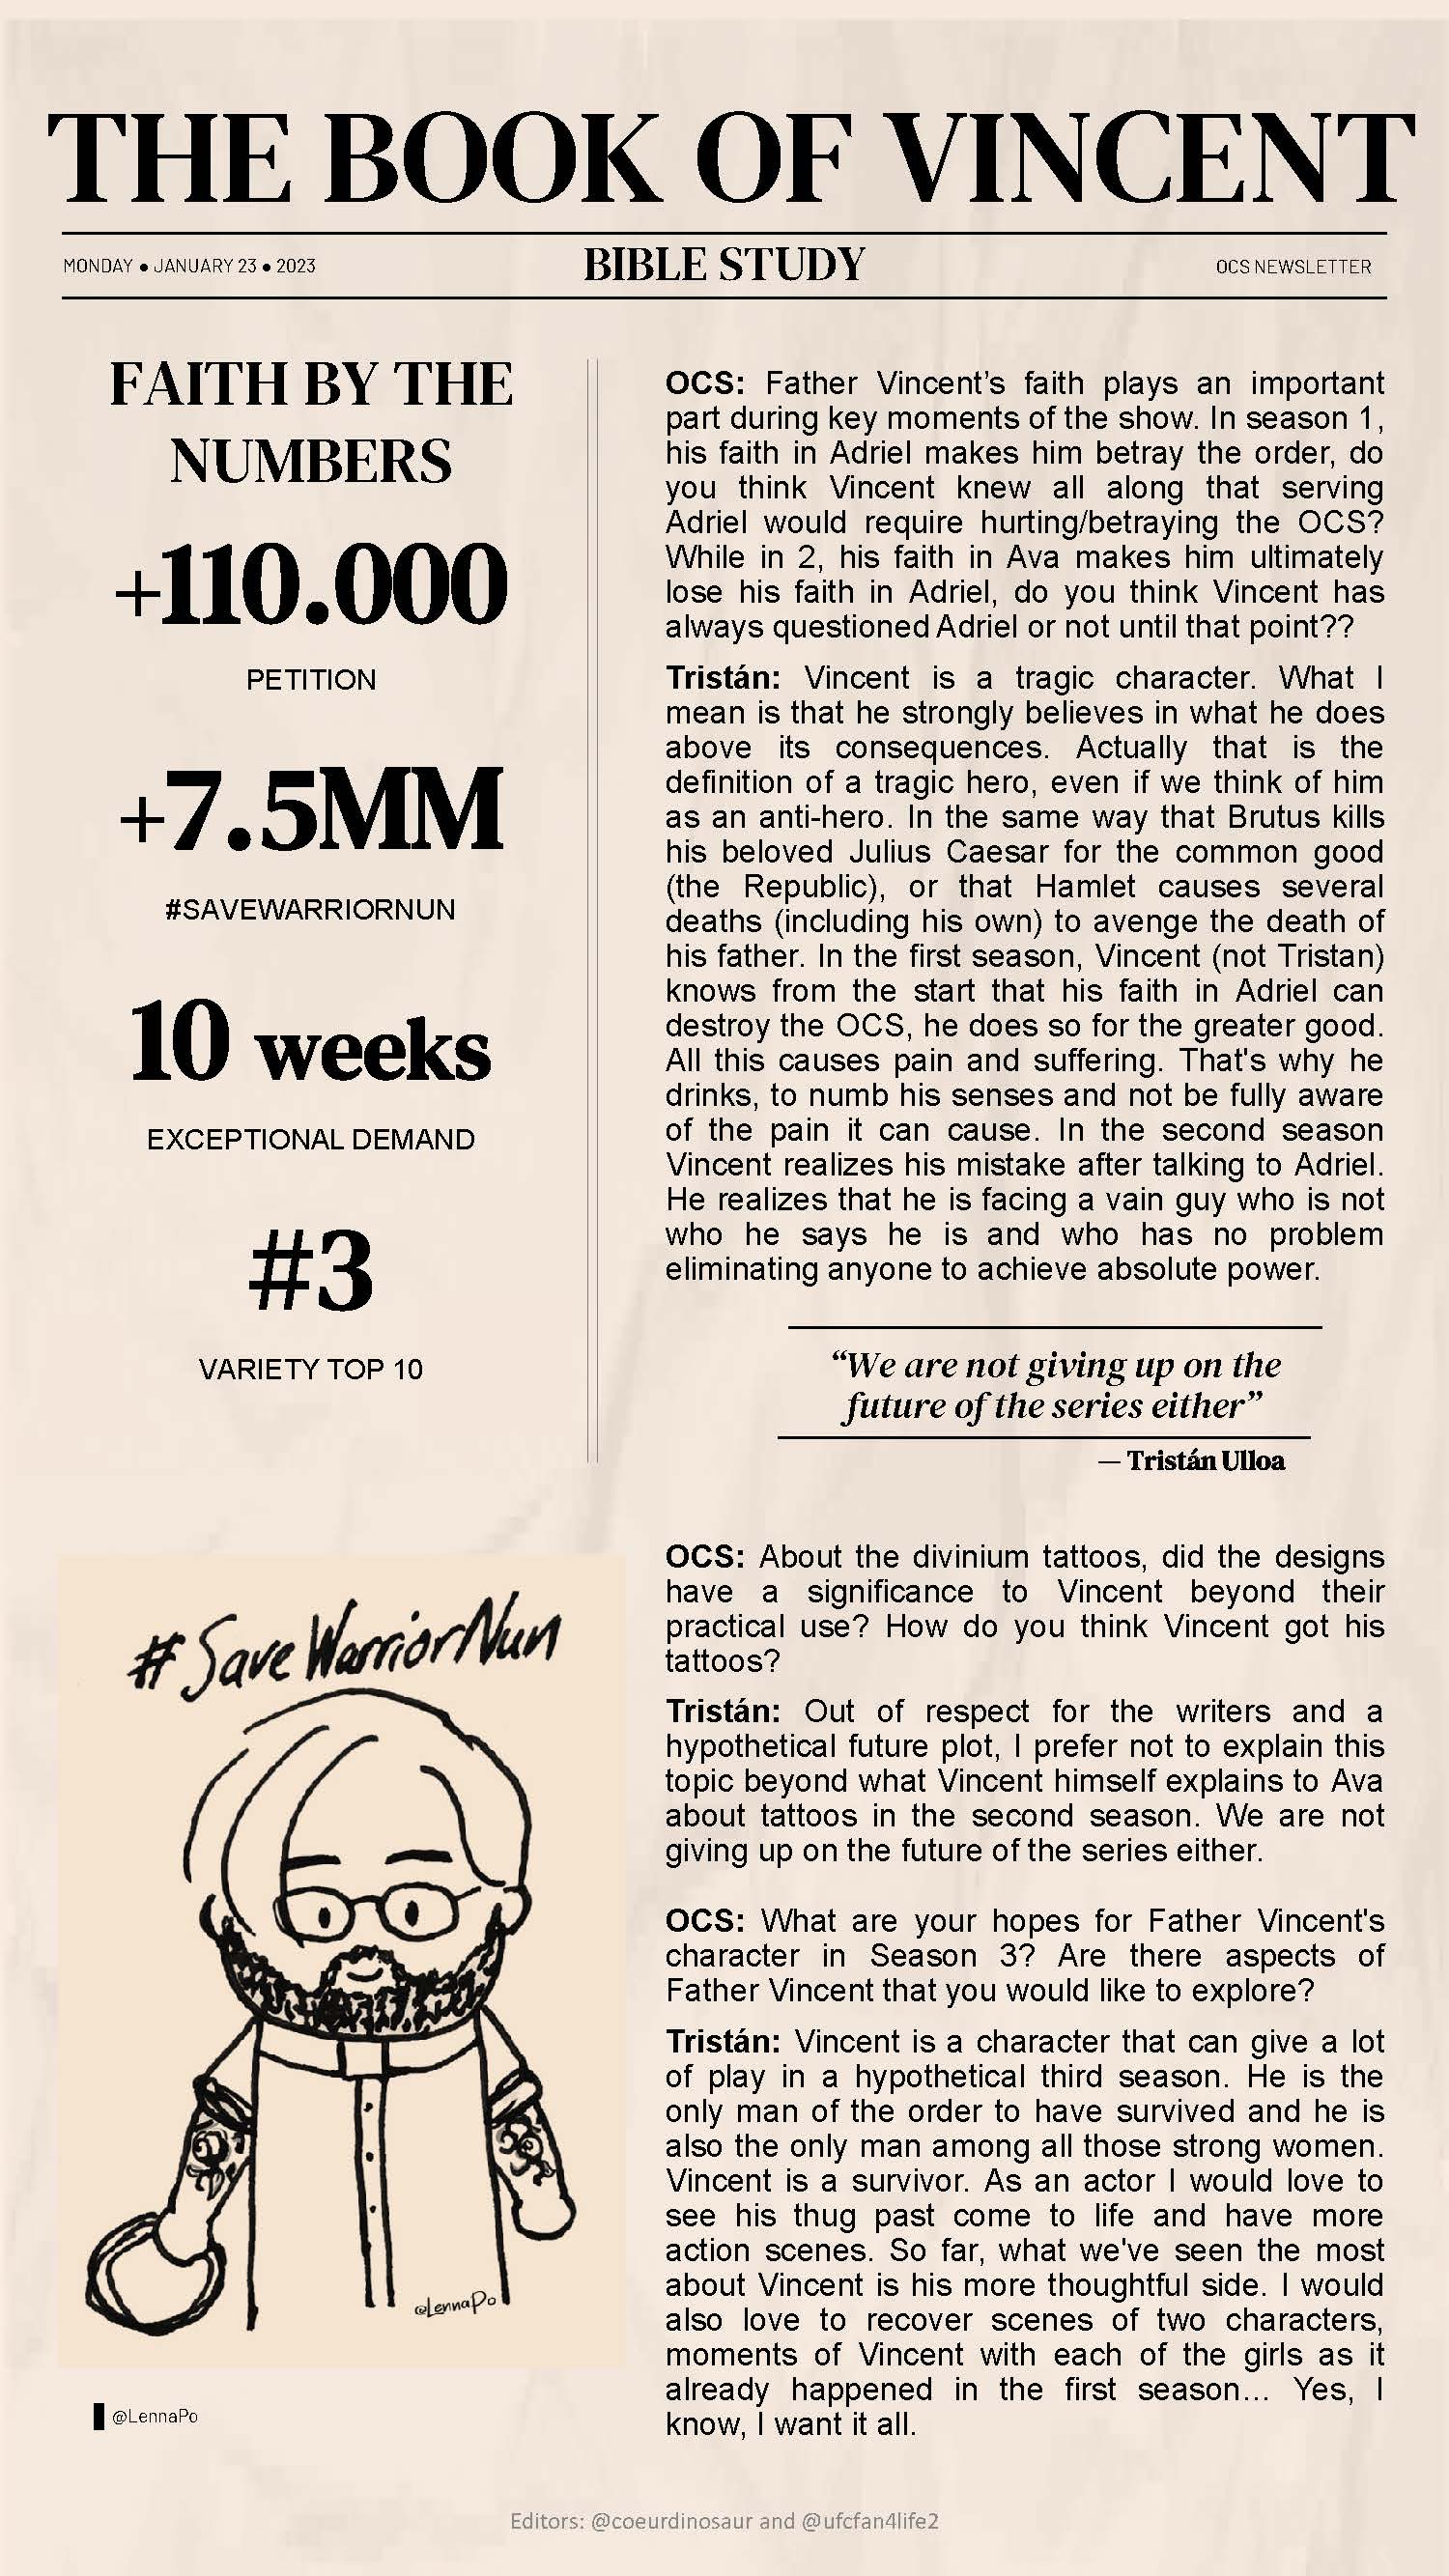 THE BOOK OF VINCENT
MONDAY ● JANUARY 23 ● 2023
BIBLE STUDY
OCS NEWSLETTER
FAITH BY THE
NUMBERS
+110.000
PETITION
+7.5MM
#SAVEWARRIORNUN
10 weeks
EXCEPTIONAL DEMAND
#3
VARIETY TOP 10
OCS: Father Vincent’s faith plays an important
part during key moments of the show. In season 1,
his faith in Adriel makes him betray the order, do
you think Vincent knew all along that serving
Adriel would require hurting/betraying the OCS?
While in 2, his faith in Ava makes him ultimately
lose his faith in Adriel, do you think Vincent has
always questioned Adriel or not until that point??
Tristán: Vincent is a tragic character. What I
mean is that he strongly believes in what he does
above its consequences. Actually that is the
definition of a tragic hero, even if we think of him
as an anti-hero. In the same way that Brutus kills
his beloved Julius Caesar for the common good
(the Republic), or that Hamlet causes several
deaths (including his own) to avenge the death of
his father. In the first season, Vincent (not Tristan)
knows from the start that his faith in Adriel can
destroy the OCS, he does so for the greater good.
All this causes pain and suffering. That's why he
drinks, to numb his senses and not be fully aware
of the pain it can cause. In the second season
Vincent realizes his mistake after talking to Adriel.
He realizes that he is facing a vain guy who is not
who he says he is and who has no problem
eliminating anyone to achieve absolute power.
“We are not giving up on the
future of the series either”
— Tristán Ulloa
OCS: About the divinium tattoos, did the designs
have a significance to Vincent beyond their
practical use? How do you think Vincent got his
tattoos?
Tristán: Out of respect for the writers and a
hypothetical future plot, I prefer not to explain this
topic beyond what Vincent himself explains to Ava
about tattoos in the second season. We are not
giving up on the future of the series either.
OCS: What are your hopes for Father Vincent's
character in Season 3? Are there aspects of
Father Vincent that you would like to explore?
Tristán: Vincent is a character that can give a lot
of play in a hypothetical third season. He is the
only man of the order to have survived and he is
also the only man among all those strong women.
Vincent is a survivor. As an actor I would love to
see his thug past come to life and have more
action scenes. So far, what we've seen the most
about Vincent is his more thoughtful side. I would
also love to recover scenes of two characters,
moments of Vincent with each of the girls as it
already happened in the first season... Yes, I
know, I want it all.
#SaveWarriorNun
@LennaPo
@LennaPo
Editors: @coeurdinosaur and @ufcfan4life2